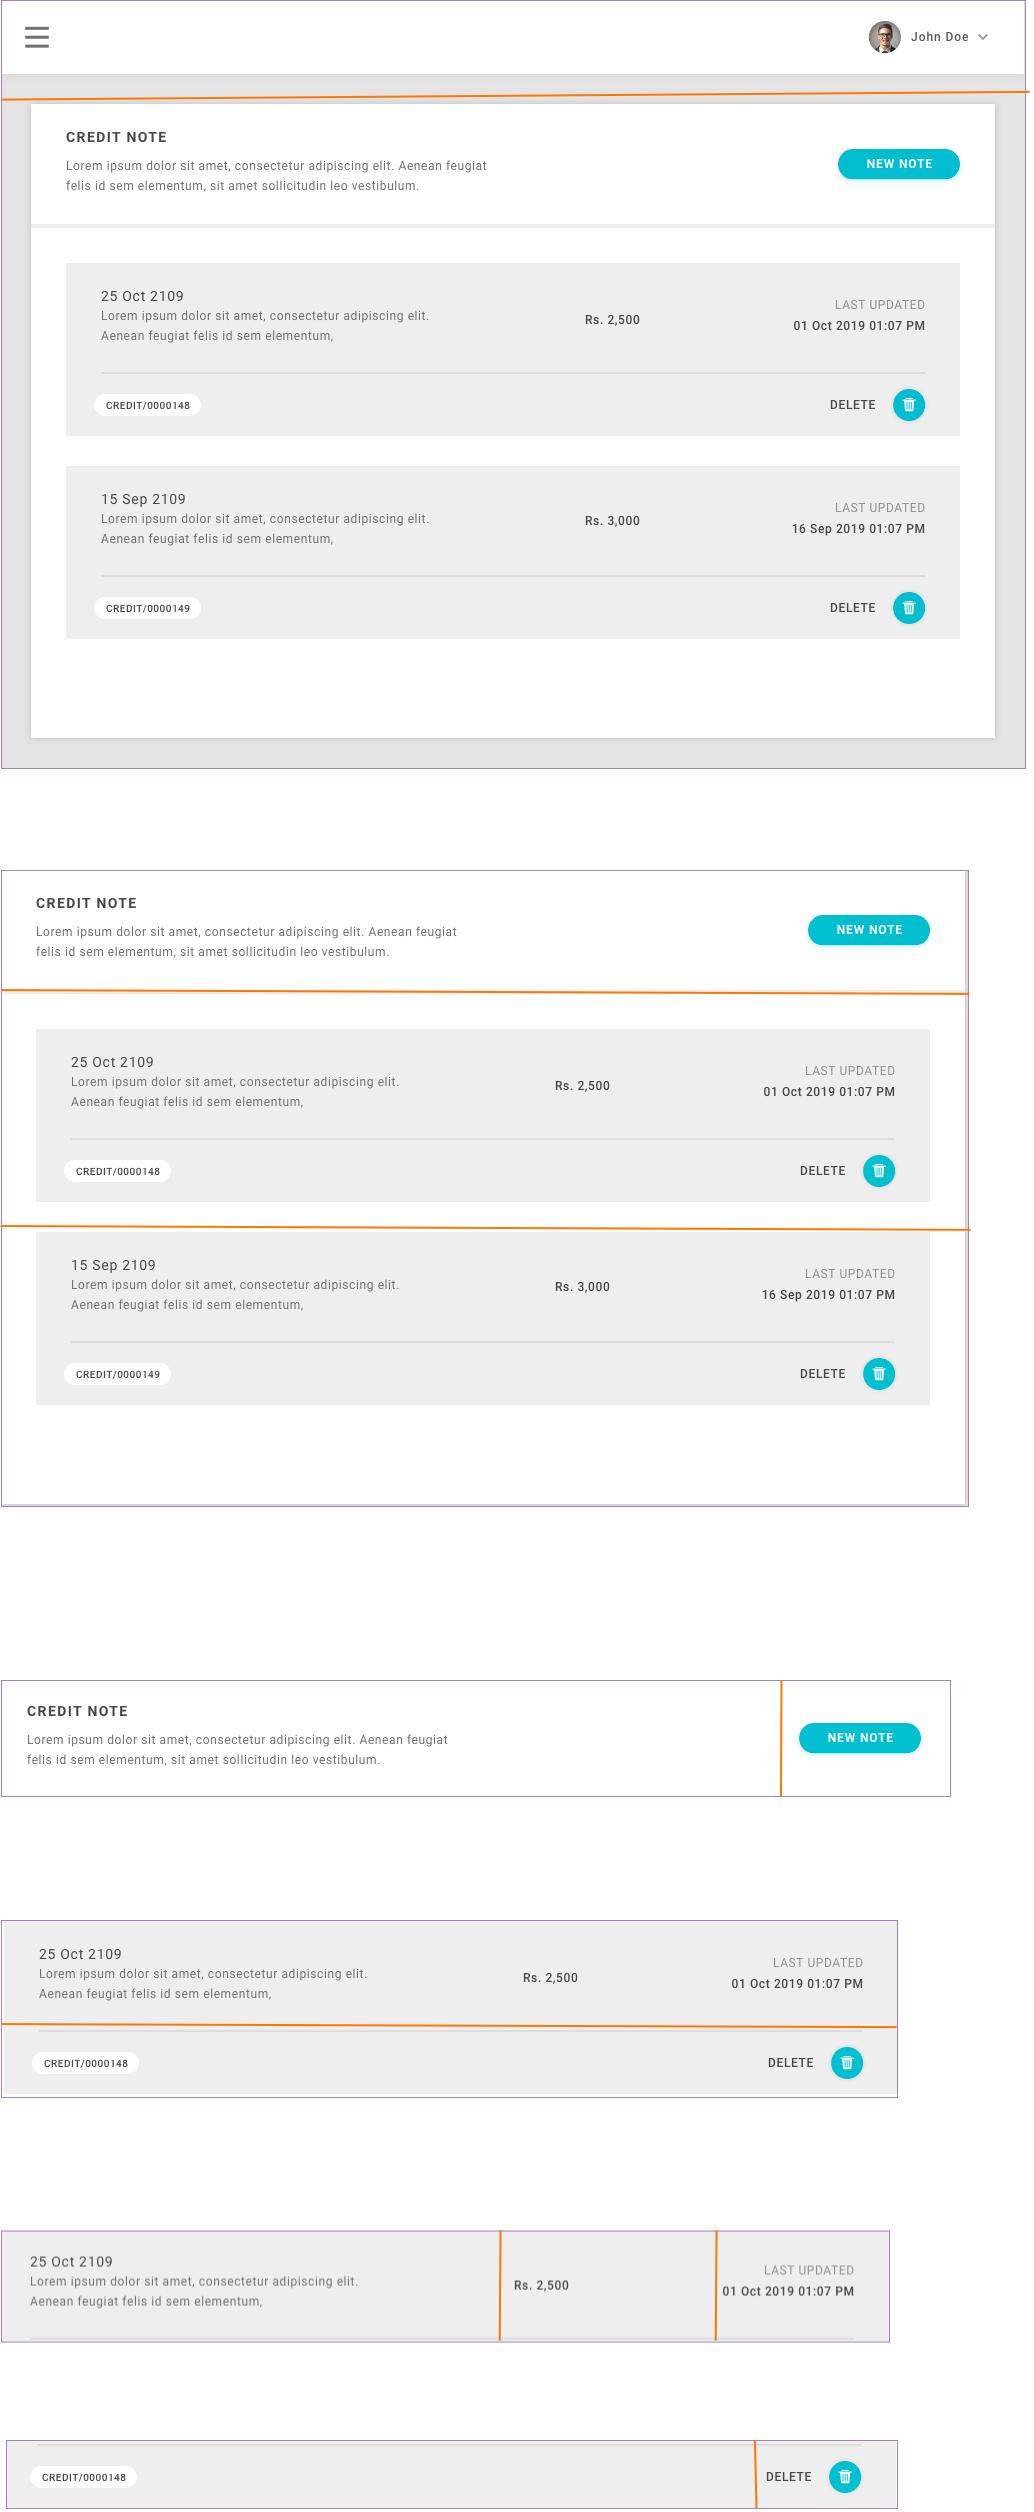 John Doe
CREDIT NOTE
Lorem ipsum dolor sit amet, consectetur adipiscing elit. Aenean feugiat
felis id sem elementum, sit amet sollicitudin leo vestibulum.
NEW NOTE
25 Oct 2109
Lorem ipsum dolor sit amet, consectetur adipiscing elit.
Aenean feugiat felis id sem elementum,
Rs. 2,500
LAST UPDATED
01 Oct 2019 01:07 PM
CREDIT/0000148
DELETE
15 Sep 2109
Lorem ipsum dolor sit amet, consectetur adipiscing elit.
Aenean feugiat felis id sem elementum,
Rs. 3,000
LAST UPDATED
16 Sep 2019 01:07 PM
CREDIT/0000149
DELETE
CREDIT NOTE
Lorem ipsum dolor sit amet, consectetur adipiscing elit. Aenean feugiat
felis id sem elementum, sit amet sollicitudin leo vestibulum.
NEW NOTE
25 Oct 2109
Lorem ipsum dolor sit amet, consectetur adipiscing elit.
Aenean feugiat felis id sem elementum,
Rs. 2,500
LAST UPDATED
01 Oct 2019 01:07 PM
CREDIT/0000148
DELETE
15 Sep 2109
Lorem ipsum dolor sit amet, consectetur adipiscing elit.
Aenean feugiat felis id sem elementum,
Rs. 3,000
LAST UPDATED
16 Sep 2019 01:07 PM
CREDIT/0000149
DELETE
CREDIT NOTE
Lorem ipsum dolor sit amet, consectetur adipiscing elit. Aenean feugiat
felis id sem elementum, sit amet sollicitudin leo vestibulum.
NEW NOTE
25 Oct 2109
Lorem ipsum dolor sit amet, consectetur adipiscing elit.
Aenean feugiat felis id sem elementum,
Rs. 2,500
LAST UPDATED
01 Oct 2019 01:07 PM
CREDIT/0000148
DELETE
25 Oct 2109
Lorem ipsum dolor sit amet, consectetur adipiscing elit.
Aenean feugiat felis id sem elementum,
Rs. 2,500
LAST UPDATED
01 Oct 2019 01:07 PM
CREDIT/0000148
DELETE